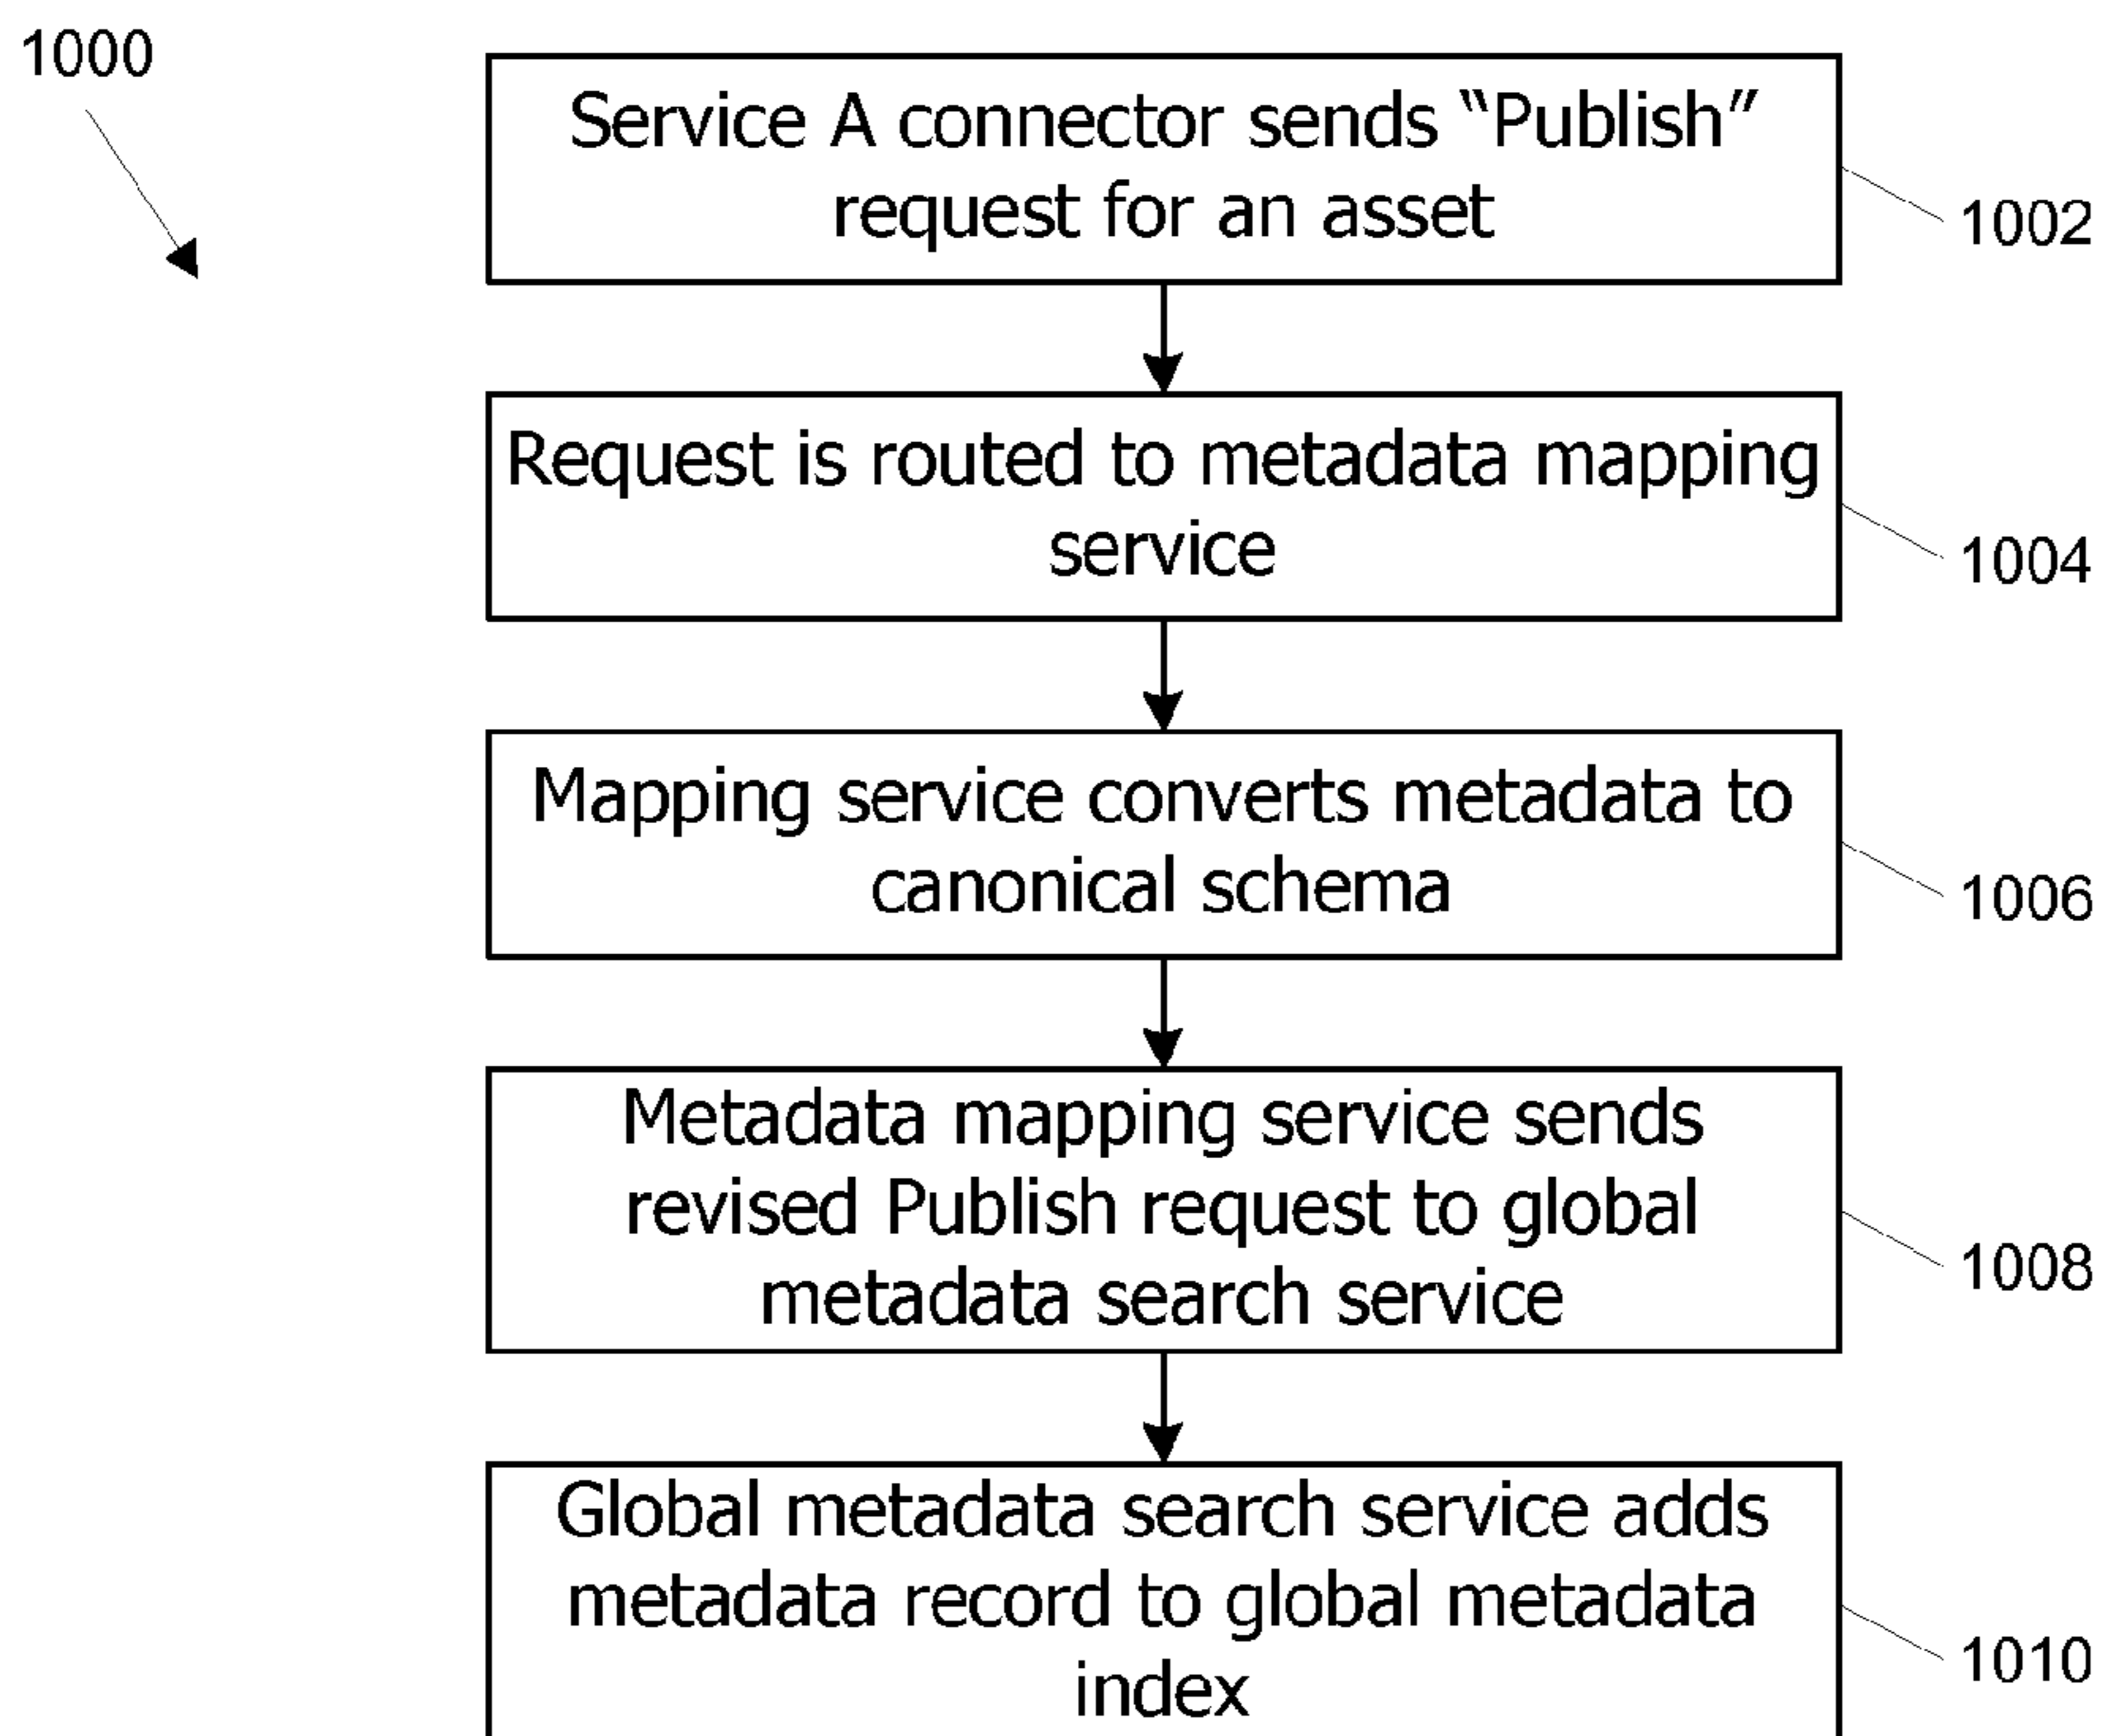 1000
Service A connector sends “Publish”
request for an asset
1002
Request is routed to metadata mapping
service
1004
Mapping service converts metadata to
canonical schema
1006
Metadata mapping service sends
revised Publish request to global
metadata search service
1008
Global metadata search service adds
metadata record to global metadata
index
1010